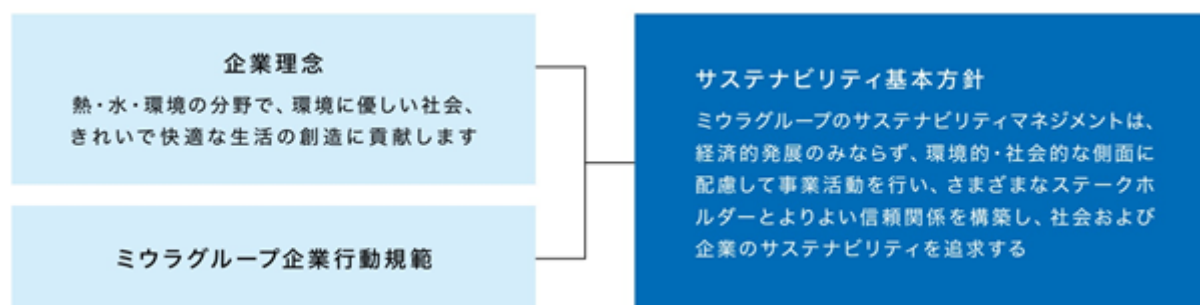 企業理念
熱・水・環境の分野で、環境に優しい社会、
きれいで快適な生活の創造に貢献します
ミウラグループ企業行動規範
サステナビリティ基本方針
ミウラグループのサステナビリティマネジメントは、
経済的発展のみならず、環境的・社会的な側面に
配慮して事業活動を行い、さまざまなステークホ
ルダーとよりよい信頼関係を構築し、社会および
企業のサステナビリティを追求する